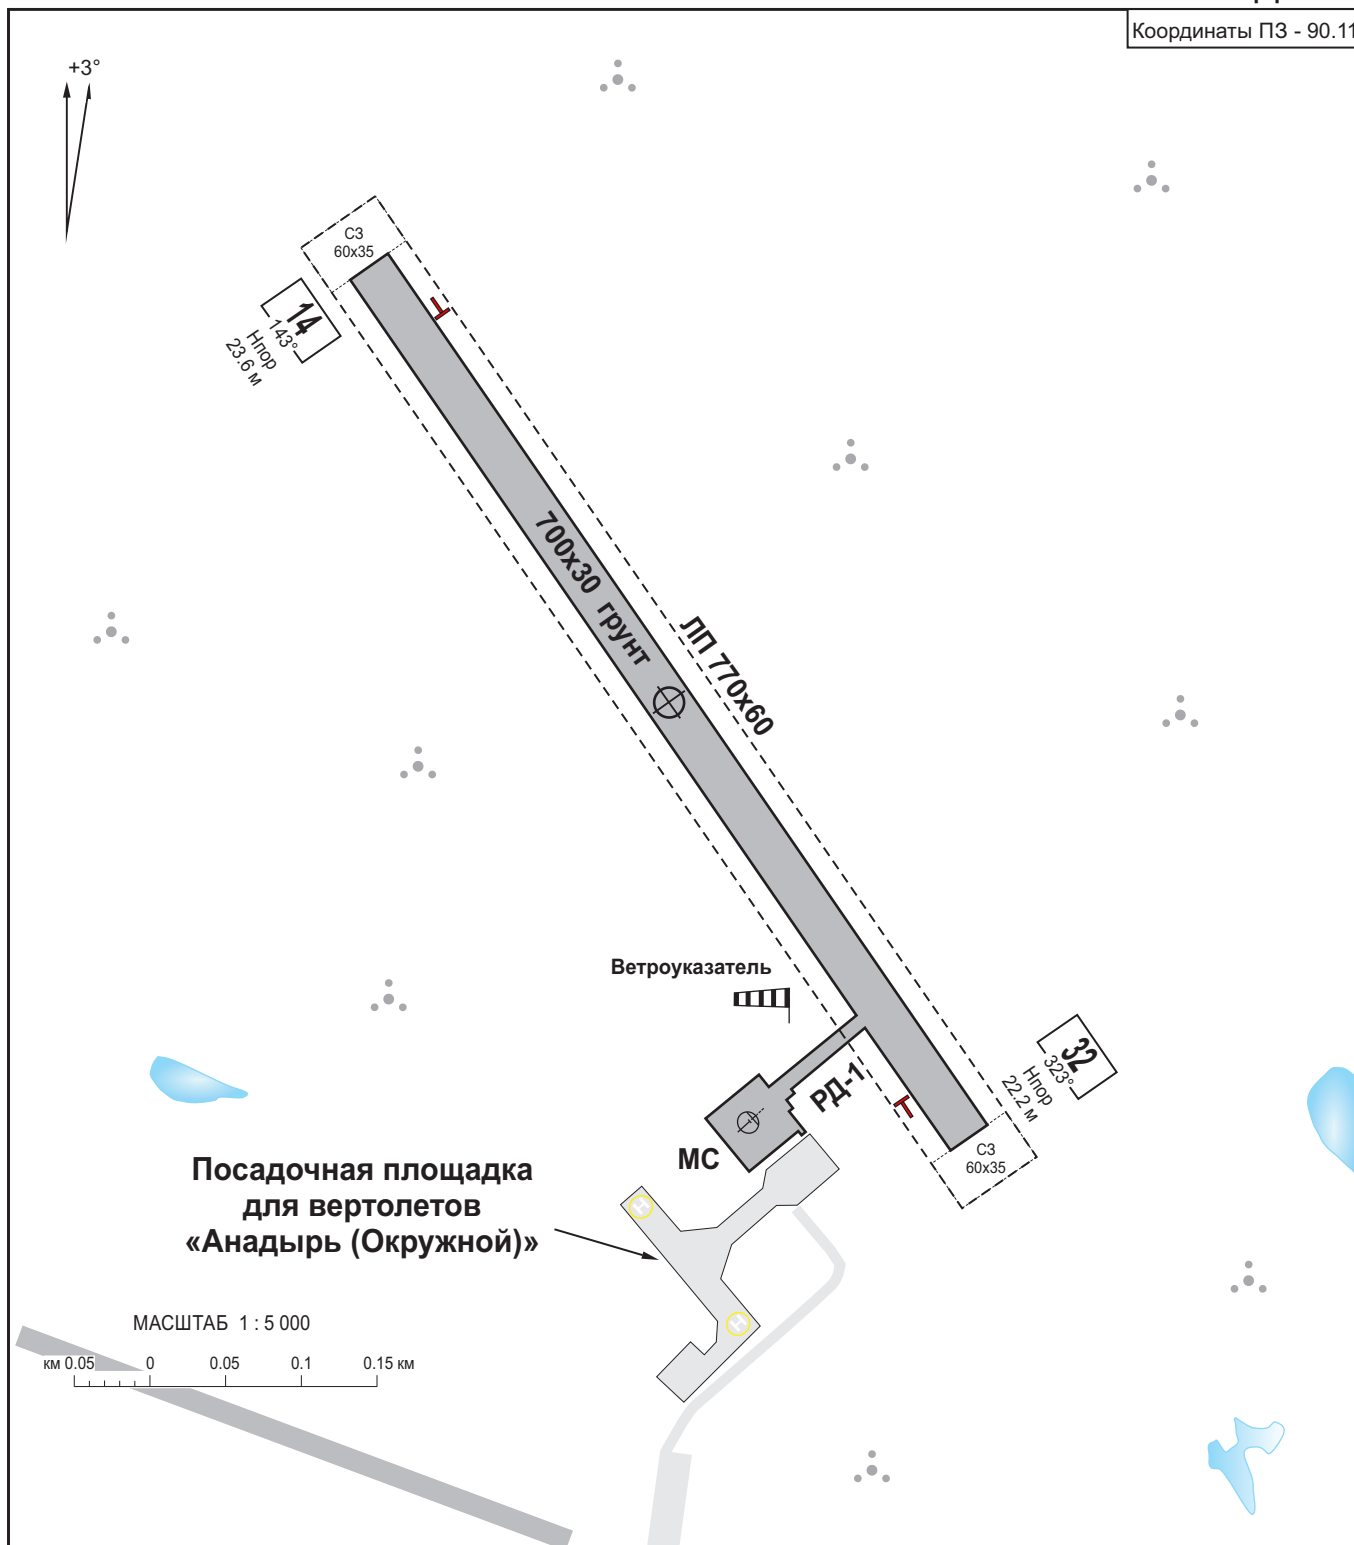 Координаты ПЗ - 90.11
+3°
СЗ
60х35
14
143°
Нпор
23.6 м
700х30 грунт
ЛП 770х60
Ветроуказатель
32
323°
Нпор
22.2 м
РД-1
МС
СЗ
60х35
Посадочная площадка
для вертолетов
«Анадырь (Окружной)»
Н
Н
МАСШТАБ 1 : 5 000
км 0.05 0 0.05 0.1 0.15 км